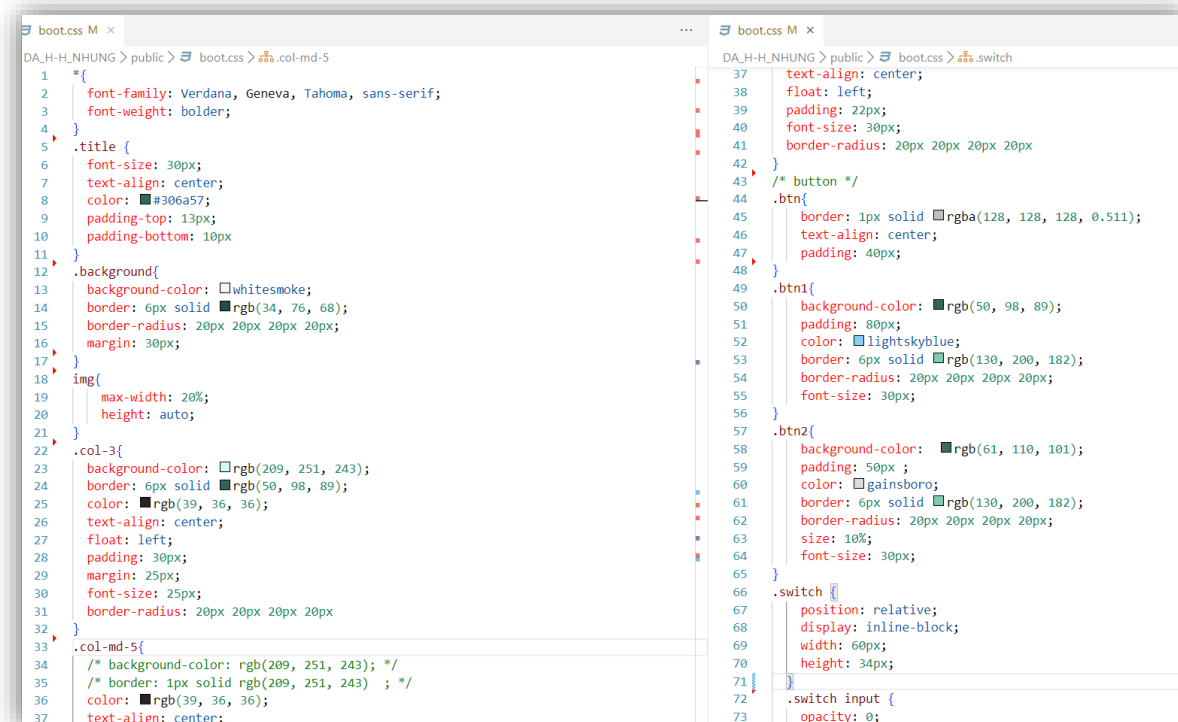 boot.css M ×
DA_H-H_NHUNG > public > boot.css > .col-md-5
1 *{
2 font-family: Verdana, Geneva, Tahoma, sans-serif;
3 font-weight: bolder;
4 }
5 .title {
6 font-size: 30px;
7 text-align: center;
8 color: #306a57;
9 padding-top: 13px;
10 padding-bottom: 10px
11 }
12 .background{
13 background-color: whitesmoke;
14 border: 6px solid rgb(34, 76, 68);
15 border-radius: 20px 20px 20px 20px;
16 margin: 30px;
17 }
18 img{
19 max-width: 20%;
20 height: auto;
21 }
22 .col-3{
23 background-color: rgb(209, 251, 243);
24 border: 6px solid rgb(50, 98, 89);
25 color: rgb(39, 36, 36);
26 text-align: center;
27 float: left;
28 padding: 30px;
29 margin: 25px;
30 font-size: 25px;
31 border-radius: 20px 20px 20px 20px
32 }
33 .col-md-5{
34 /* background-color: rgb(209, 251, 243); */
35 /* border: 1px solid rgb(209, 251, 243)  ; */
36 color: rgb(39, 36, 36);
37 text-align: center;
boot.css M ×
DA_H-H_NHUNG > public > boot.css > .switch
37 text-align: center;
38 float: left;
39 padding: 22px;
40 font-size: 30px;
41 border-radius: 20px 20px 20px 20px
42 }
43 /* button */
44 .btn{
45 border: 1px solid rgba(128, 128, 128, 0.511);
46 text-align: center;
47 padding: 40px;
48 }
49 .btn1{
50 background-color: rgb(50, 98, 89);
51 padding: 80px;
52 color: lightskyblue;
53 border: 6px solid rgb(130, 200, 182);
54 border-radius: 20px 20px 20px 20px;
55 font-size: 30px;
56 }
57 .btn2{
58 background-color:  rgb(61, 110, 101);
59 padding: 50px ;
60 color: gainsboro;
61 border: 6px solid rgb(130, 200, 182);
62 border-radius: 20px 20px 20px 20px;
63 size: 10%;
64 font-size: 30px;
65 }
66 .switch {
67 position: relative;
68 display: inline-block;
69 width: 60px;
70 height: 34px;
71 }
72 .switch input {
73 opacity: 0;